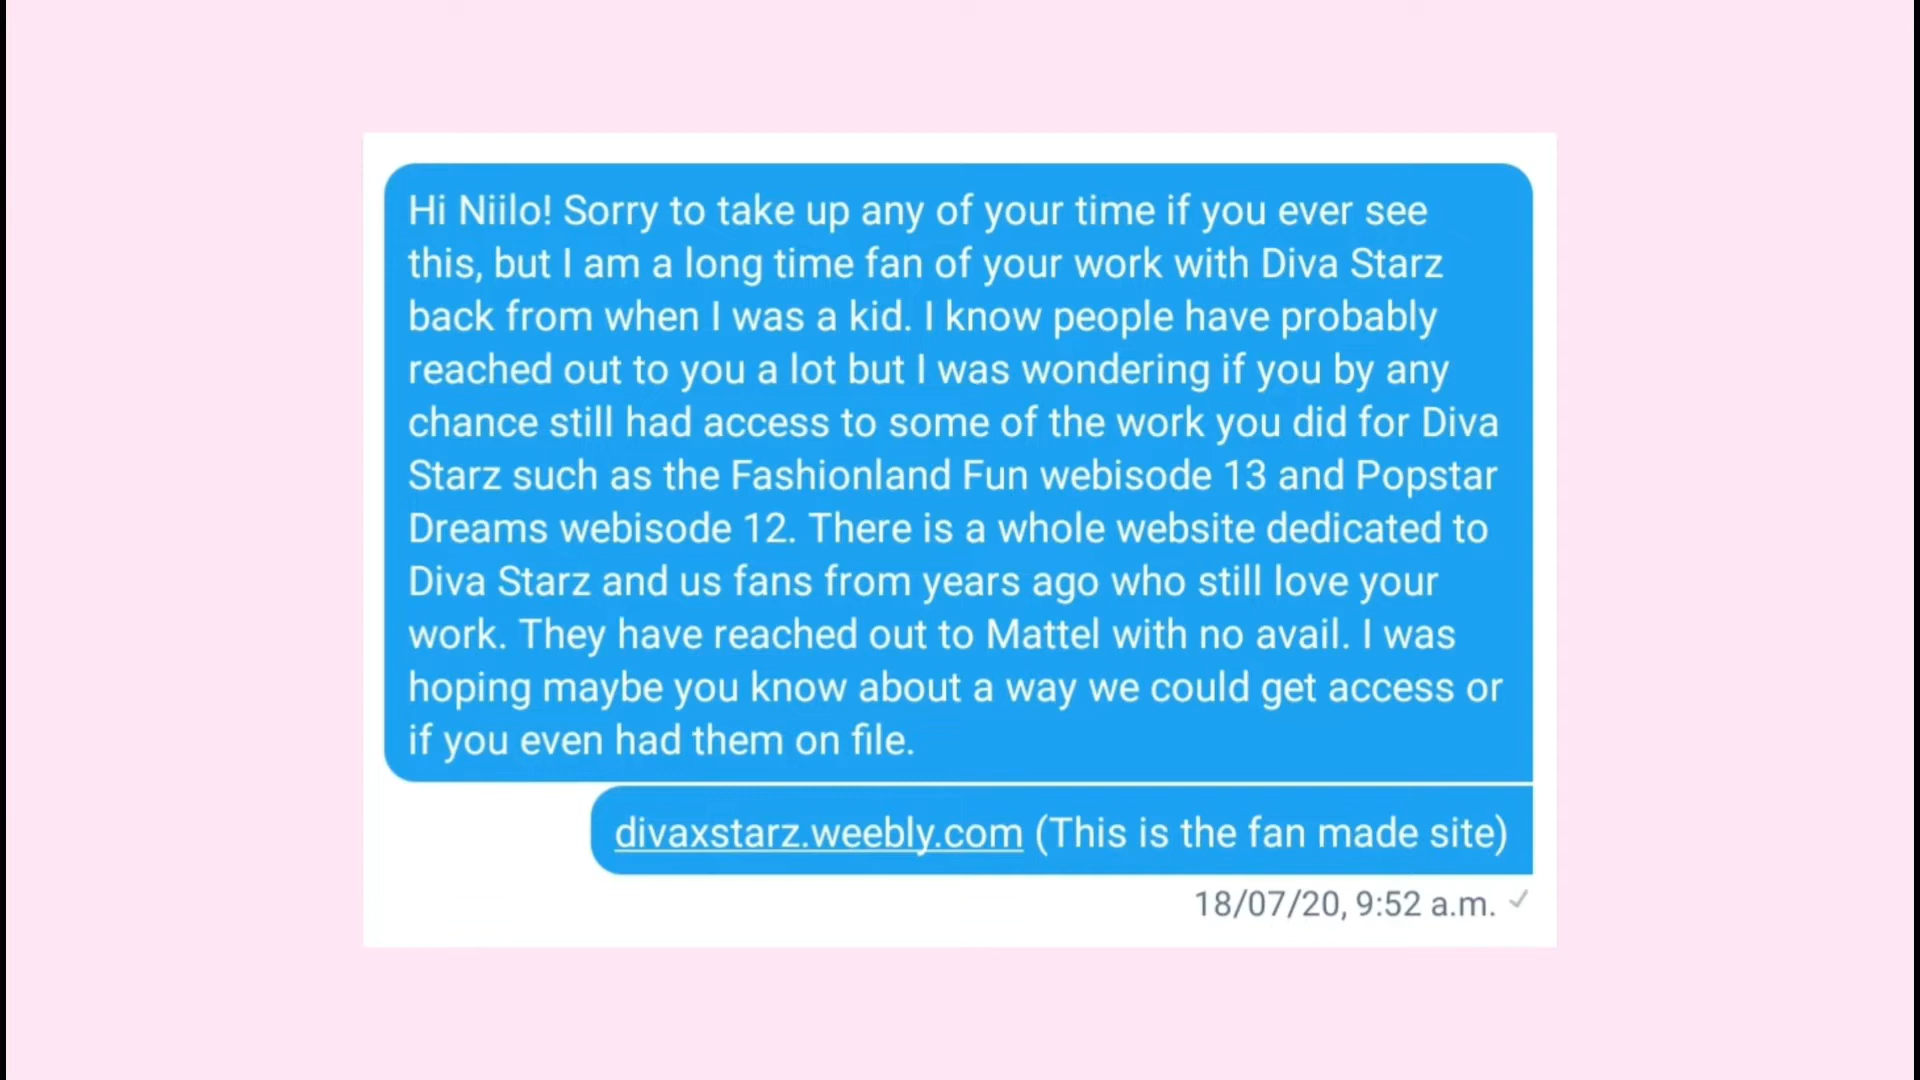 Hi Niilo! Sorry to take up any of your time if you ever see
this, but I am a long time fan of your work with Diva Starz
back from when I was a kid. I know people have probably
reached out to you a lot but I was wondering if you by any
chance still had access to some of the work you did for Diva
Starz such as the Fashionland Fun webisode 13 and Popstar
Dreams webisode 12. There is a whole website dedicated to
Diva Starz and us fans from years ago who still love your
work. They have reached out to Mattel with no avail. I was
hoping maybe you know about a way we could get access or
if you even had them on file.
divaxstarz.weebly.com (This is the fan made site)
18/07/20, 9:52 a.m. ✓